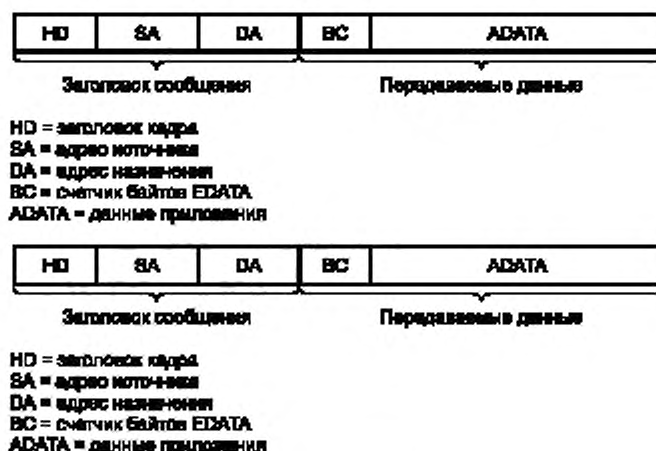 HD SA DA BC ADATA
Заголовок сообщения Передаваемые данные
HD = заголовок кадра
SA = адрес источника
DA = адрес назначения
BC = счетчик байтов EDATA
ADATA = данные приложения
HD SA DA BC ADATA
Заголовок сообщения Передаваемые данные
HD = заголовок кадра
SA = адрес источника
DA = адрес назначения
BC = счетчик байтов EDATA
ADATA = данные приложения